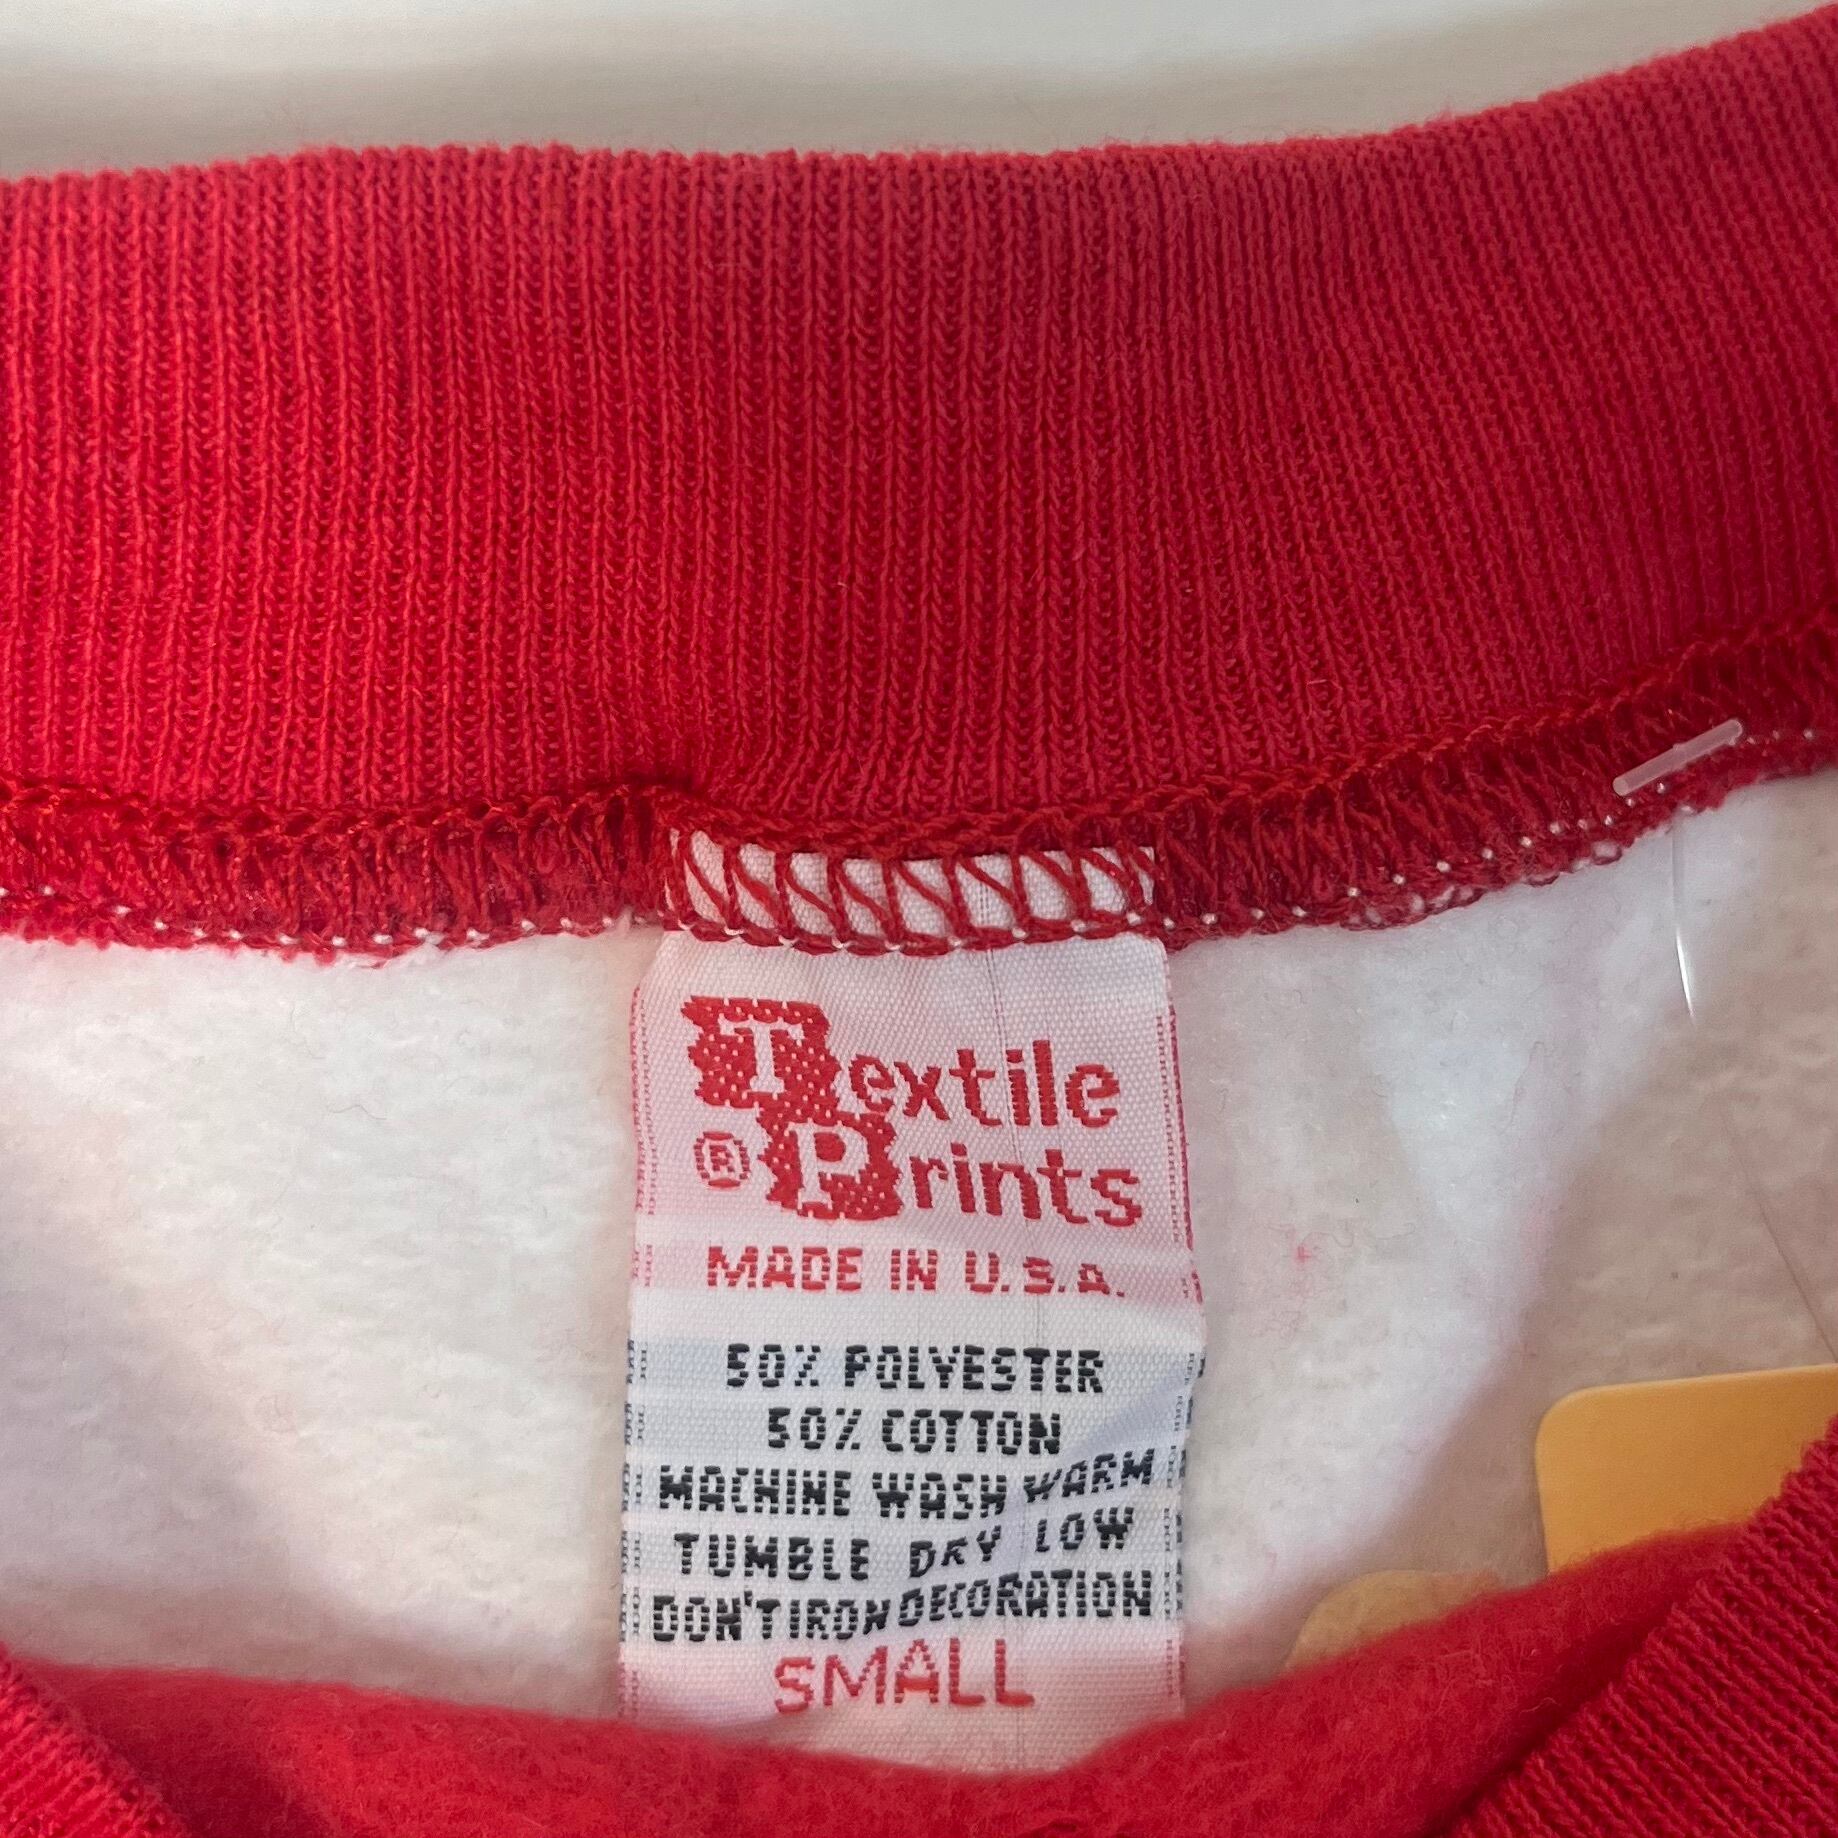 Textile
® Prints
MADE IN U.S.A.
50% POLYESTER
50% COTTON
MACHINE WASH WARM
TUMBLE DRY LOW
DON'T IRON DECORATION
SMALL